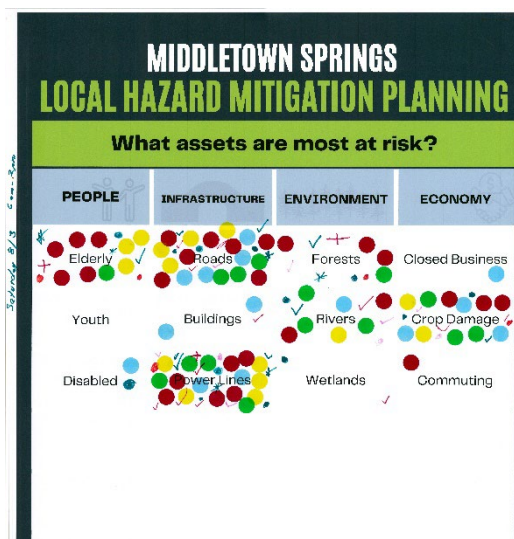 MIDDLETOWN SPRINGS
LOCAL HAZARD MITIGATION PLANNING
What assets are most at risk?
PEOPLE INFRASTRUCTURE ENVIRONMENT ECONOMY
Elderly Roads Forests Closed Business
Youth Buildings Rivers Crop Damage
Disabled Power Lines Wetlands Commuting
Saturday 8/3